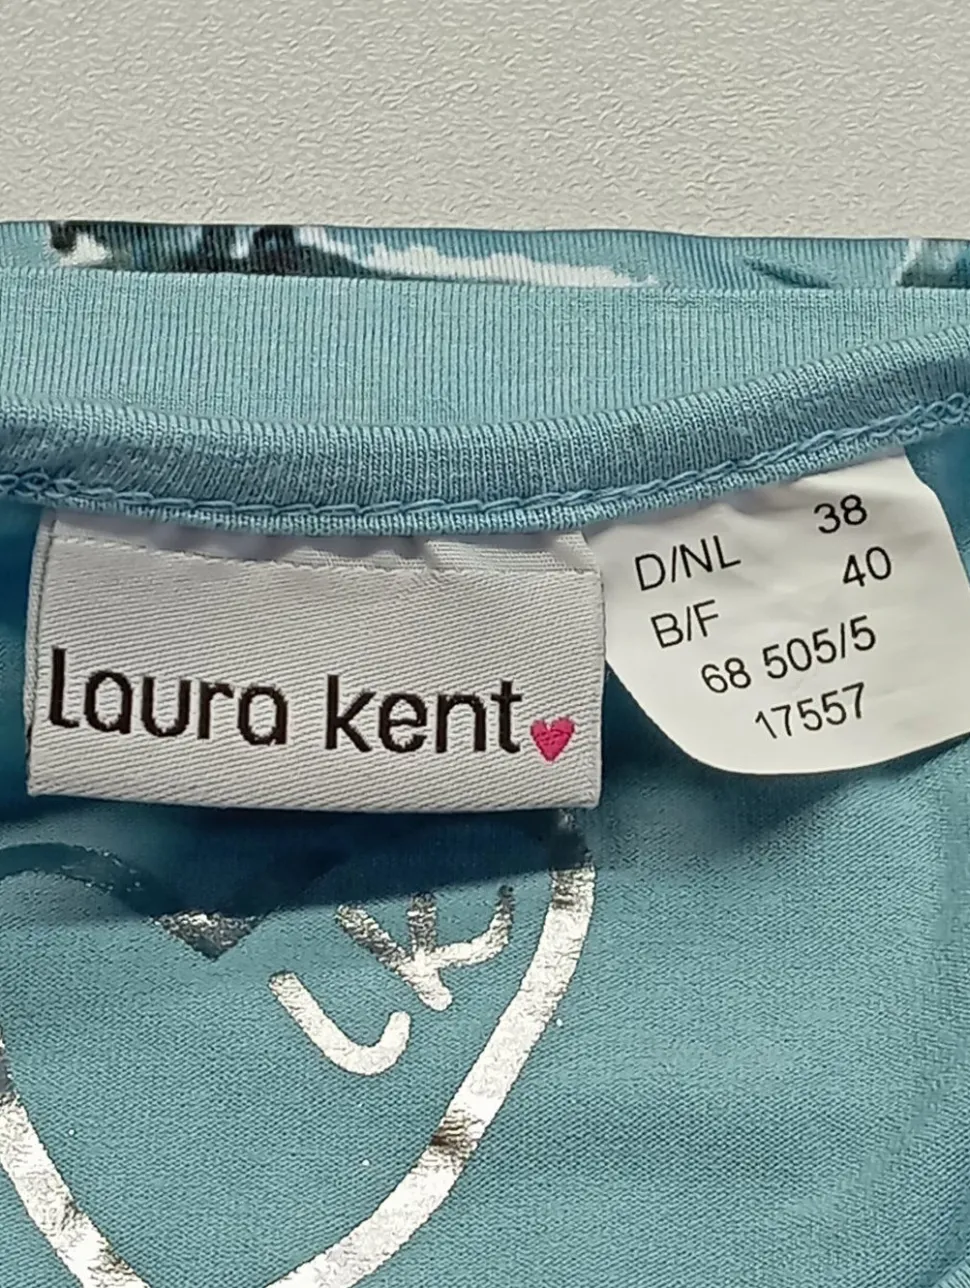 laura kent
D/NL 38
B/F 40
68 505/5
17557
LK